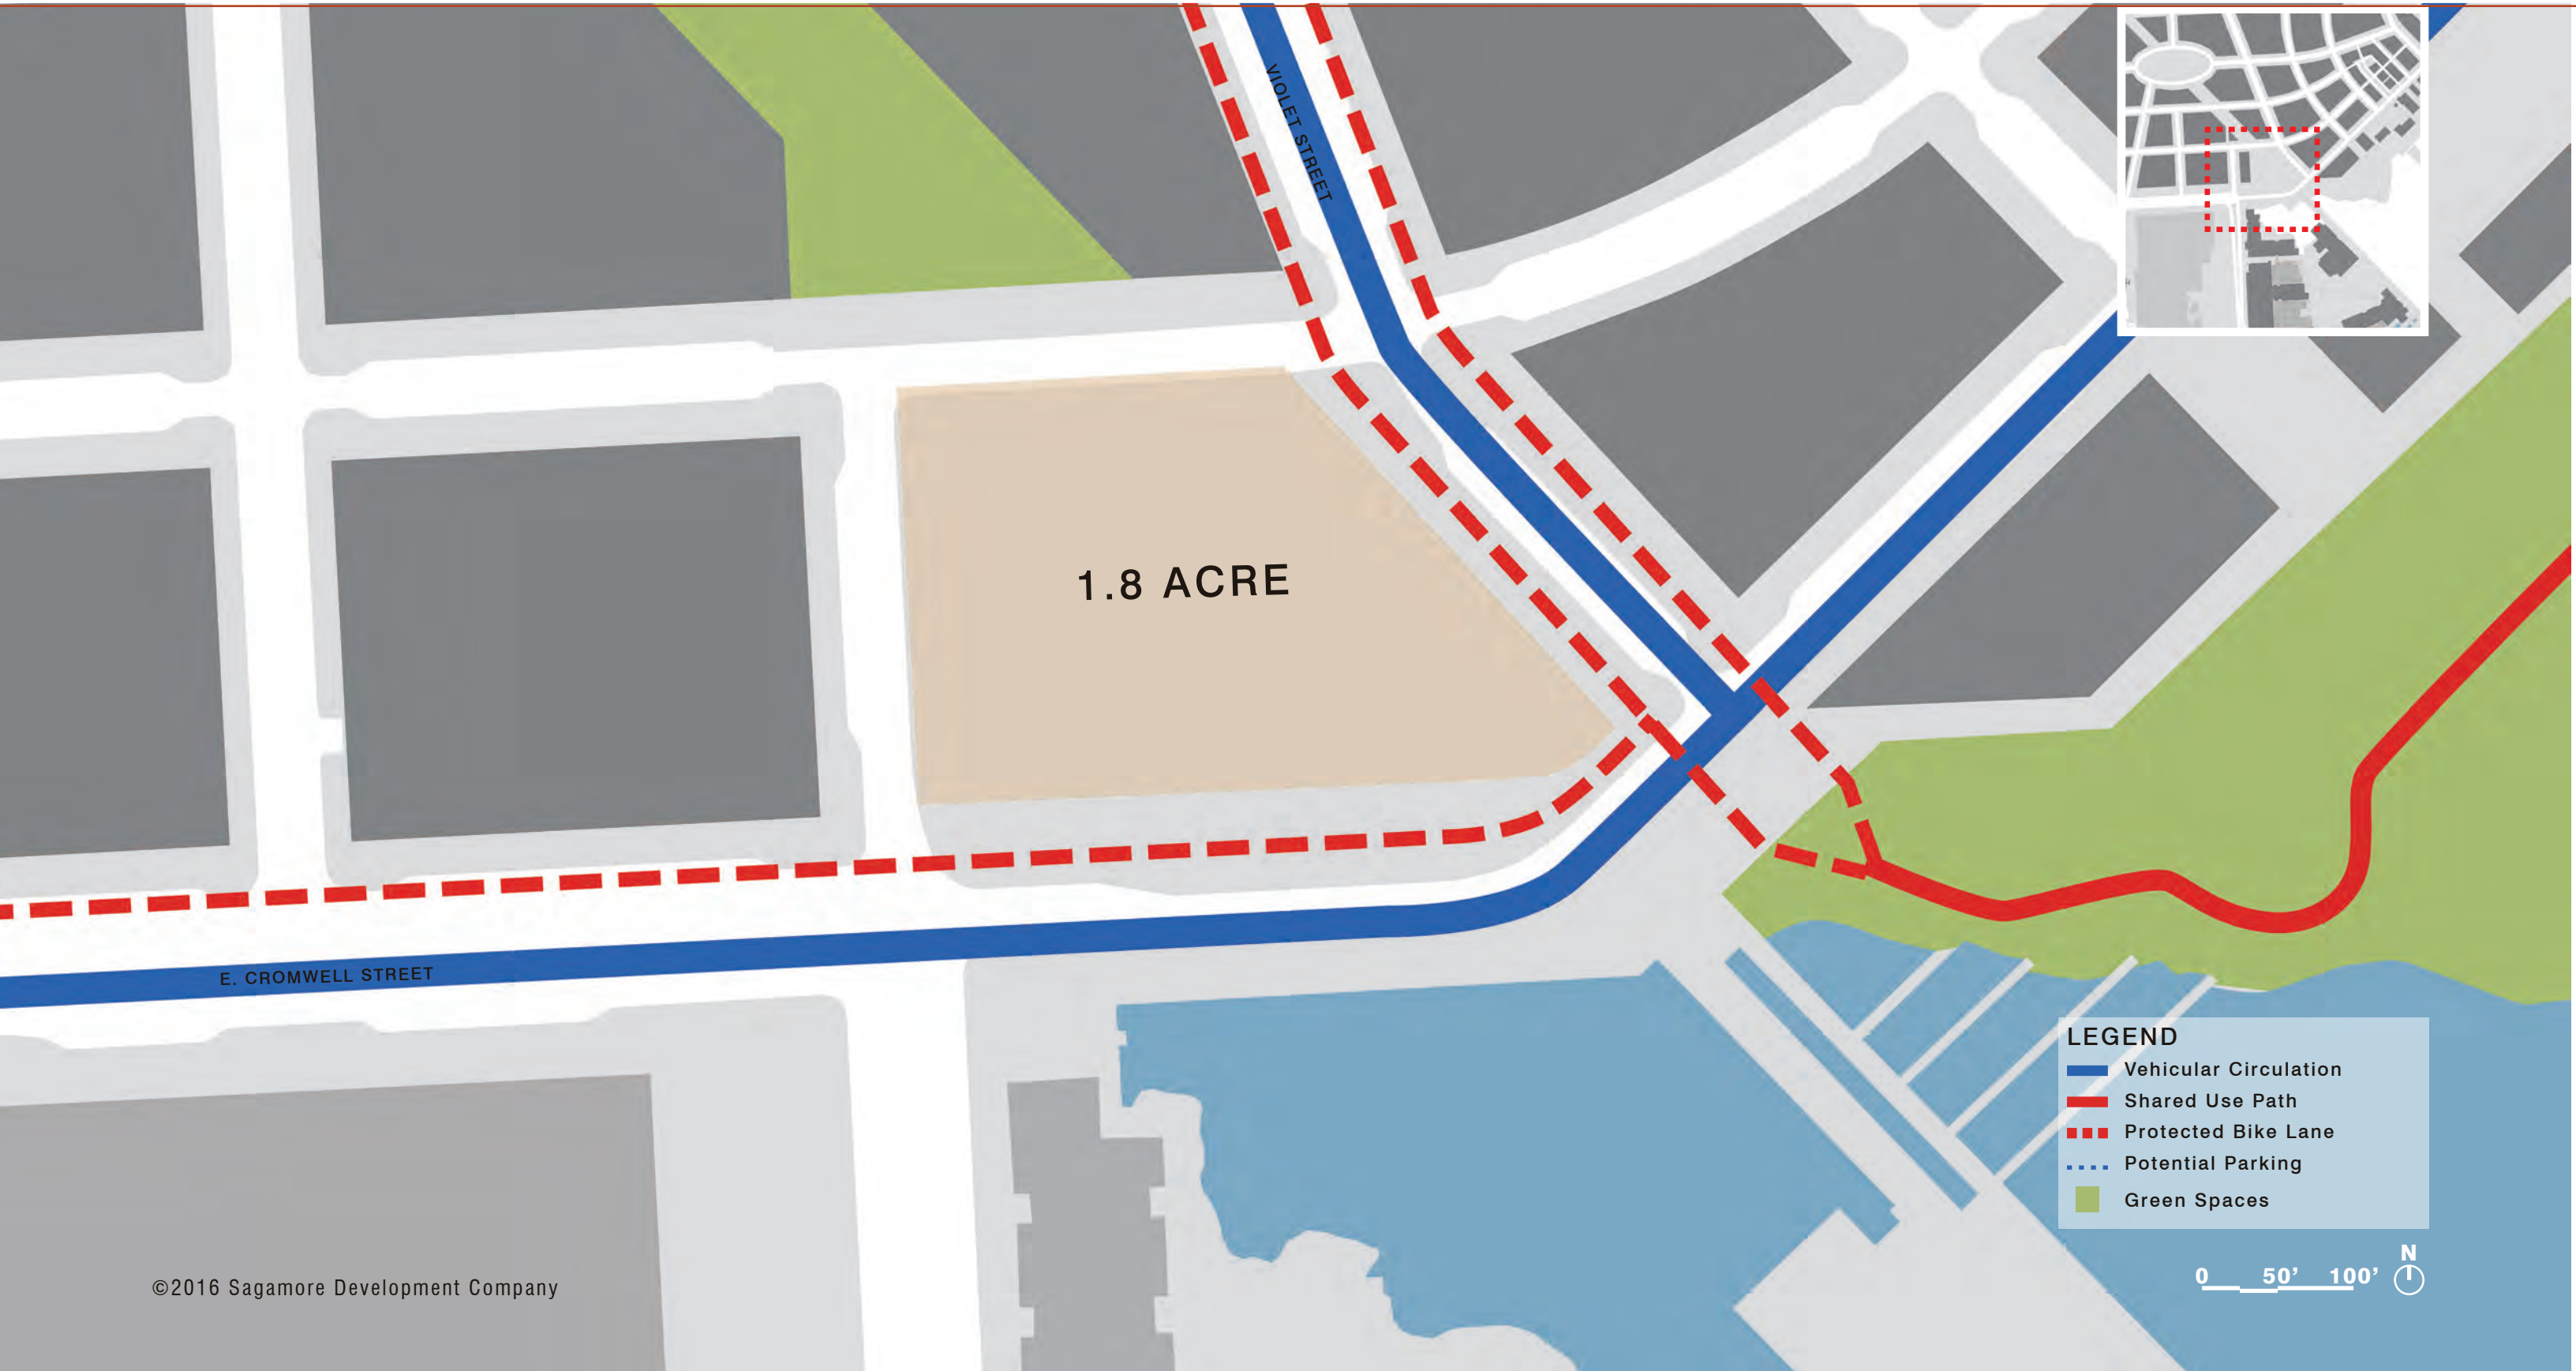 VIOLET STREET
1.8 ACRE
E. CROMWELL STREET
LEGEND
Vehicular Circulation
Shared Use Path
Protected Bike Lane
Potential Parking
Green Spaces
N
0 50’ 100’
©2016 Sagamore Development Company